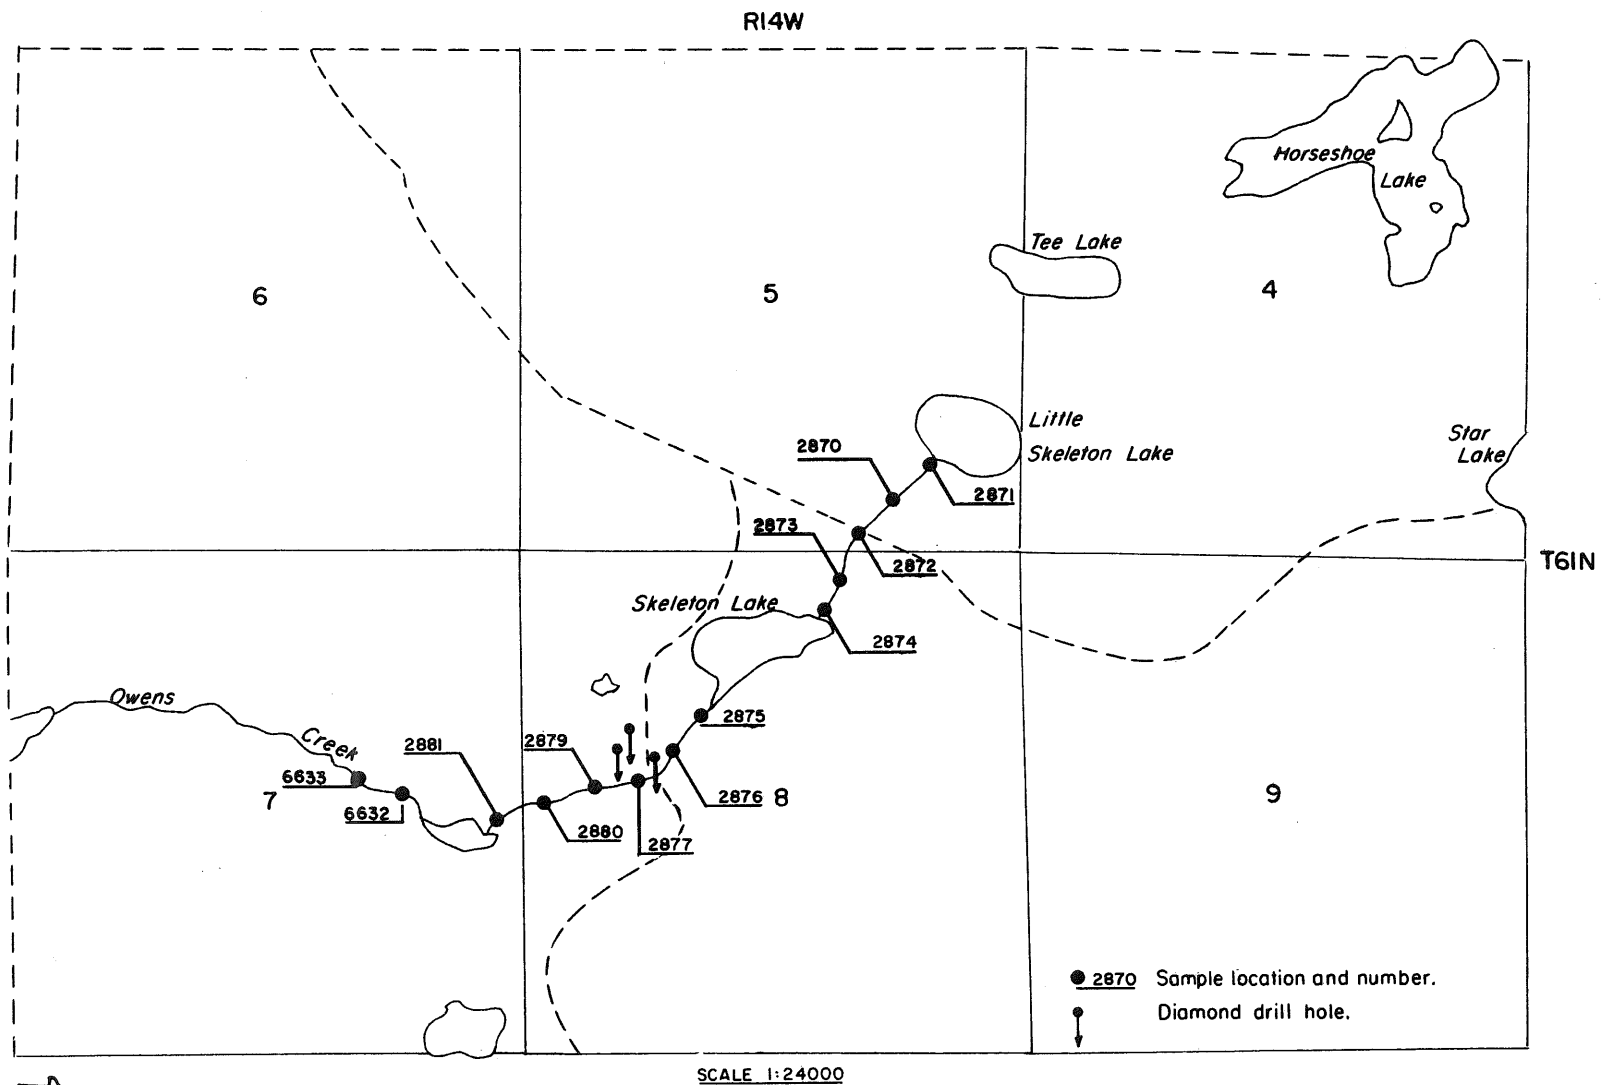 R14W
Horseshoe
Lake
Tee Lake
6
5
4
Little
Skeleton Lake
Star
Lake
2870
2871
2873
2872
T61N
Skeleton Lake
2874
Owens
Creek
2875
2881
2879
6633
7
6632
2876
8
9
2880
2877
2870 Sample location and number.
Diamond drill hole.
SCALE 1:24000